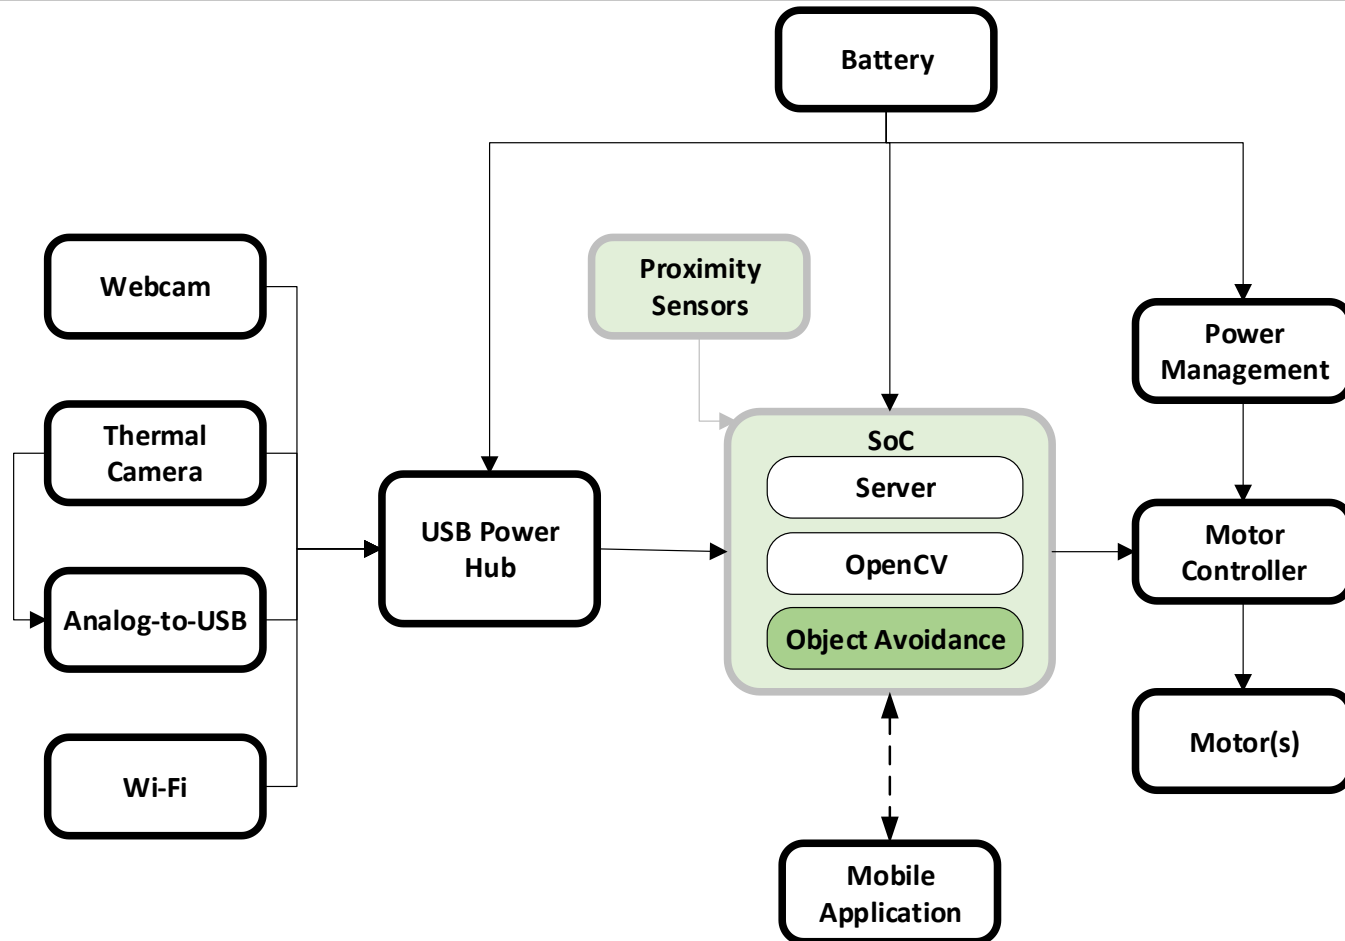 Battery
Webcam
Proximity
Sensors
Power
Management
Thermal
Camera
SoC
Server
USB Power
Hub
OpenCV
Motor
Controller
Analog-to-USB
Object Avoidance
Motor(s)
Wi-Fi
Mobile
Application